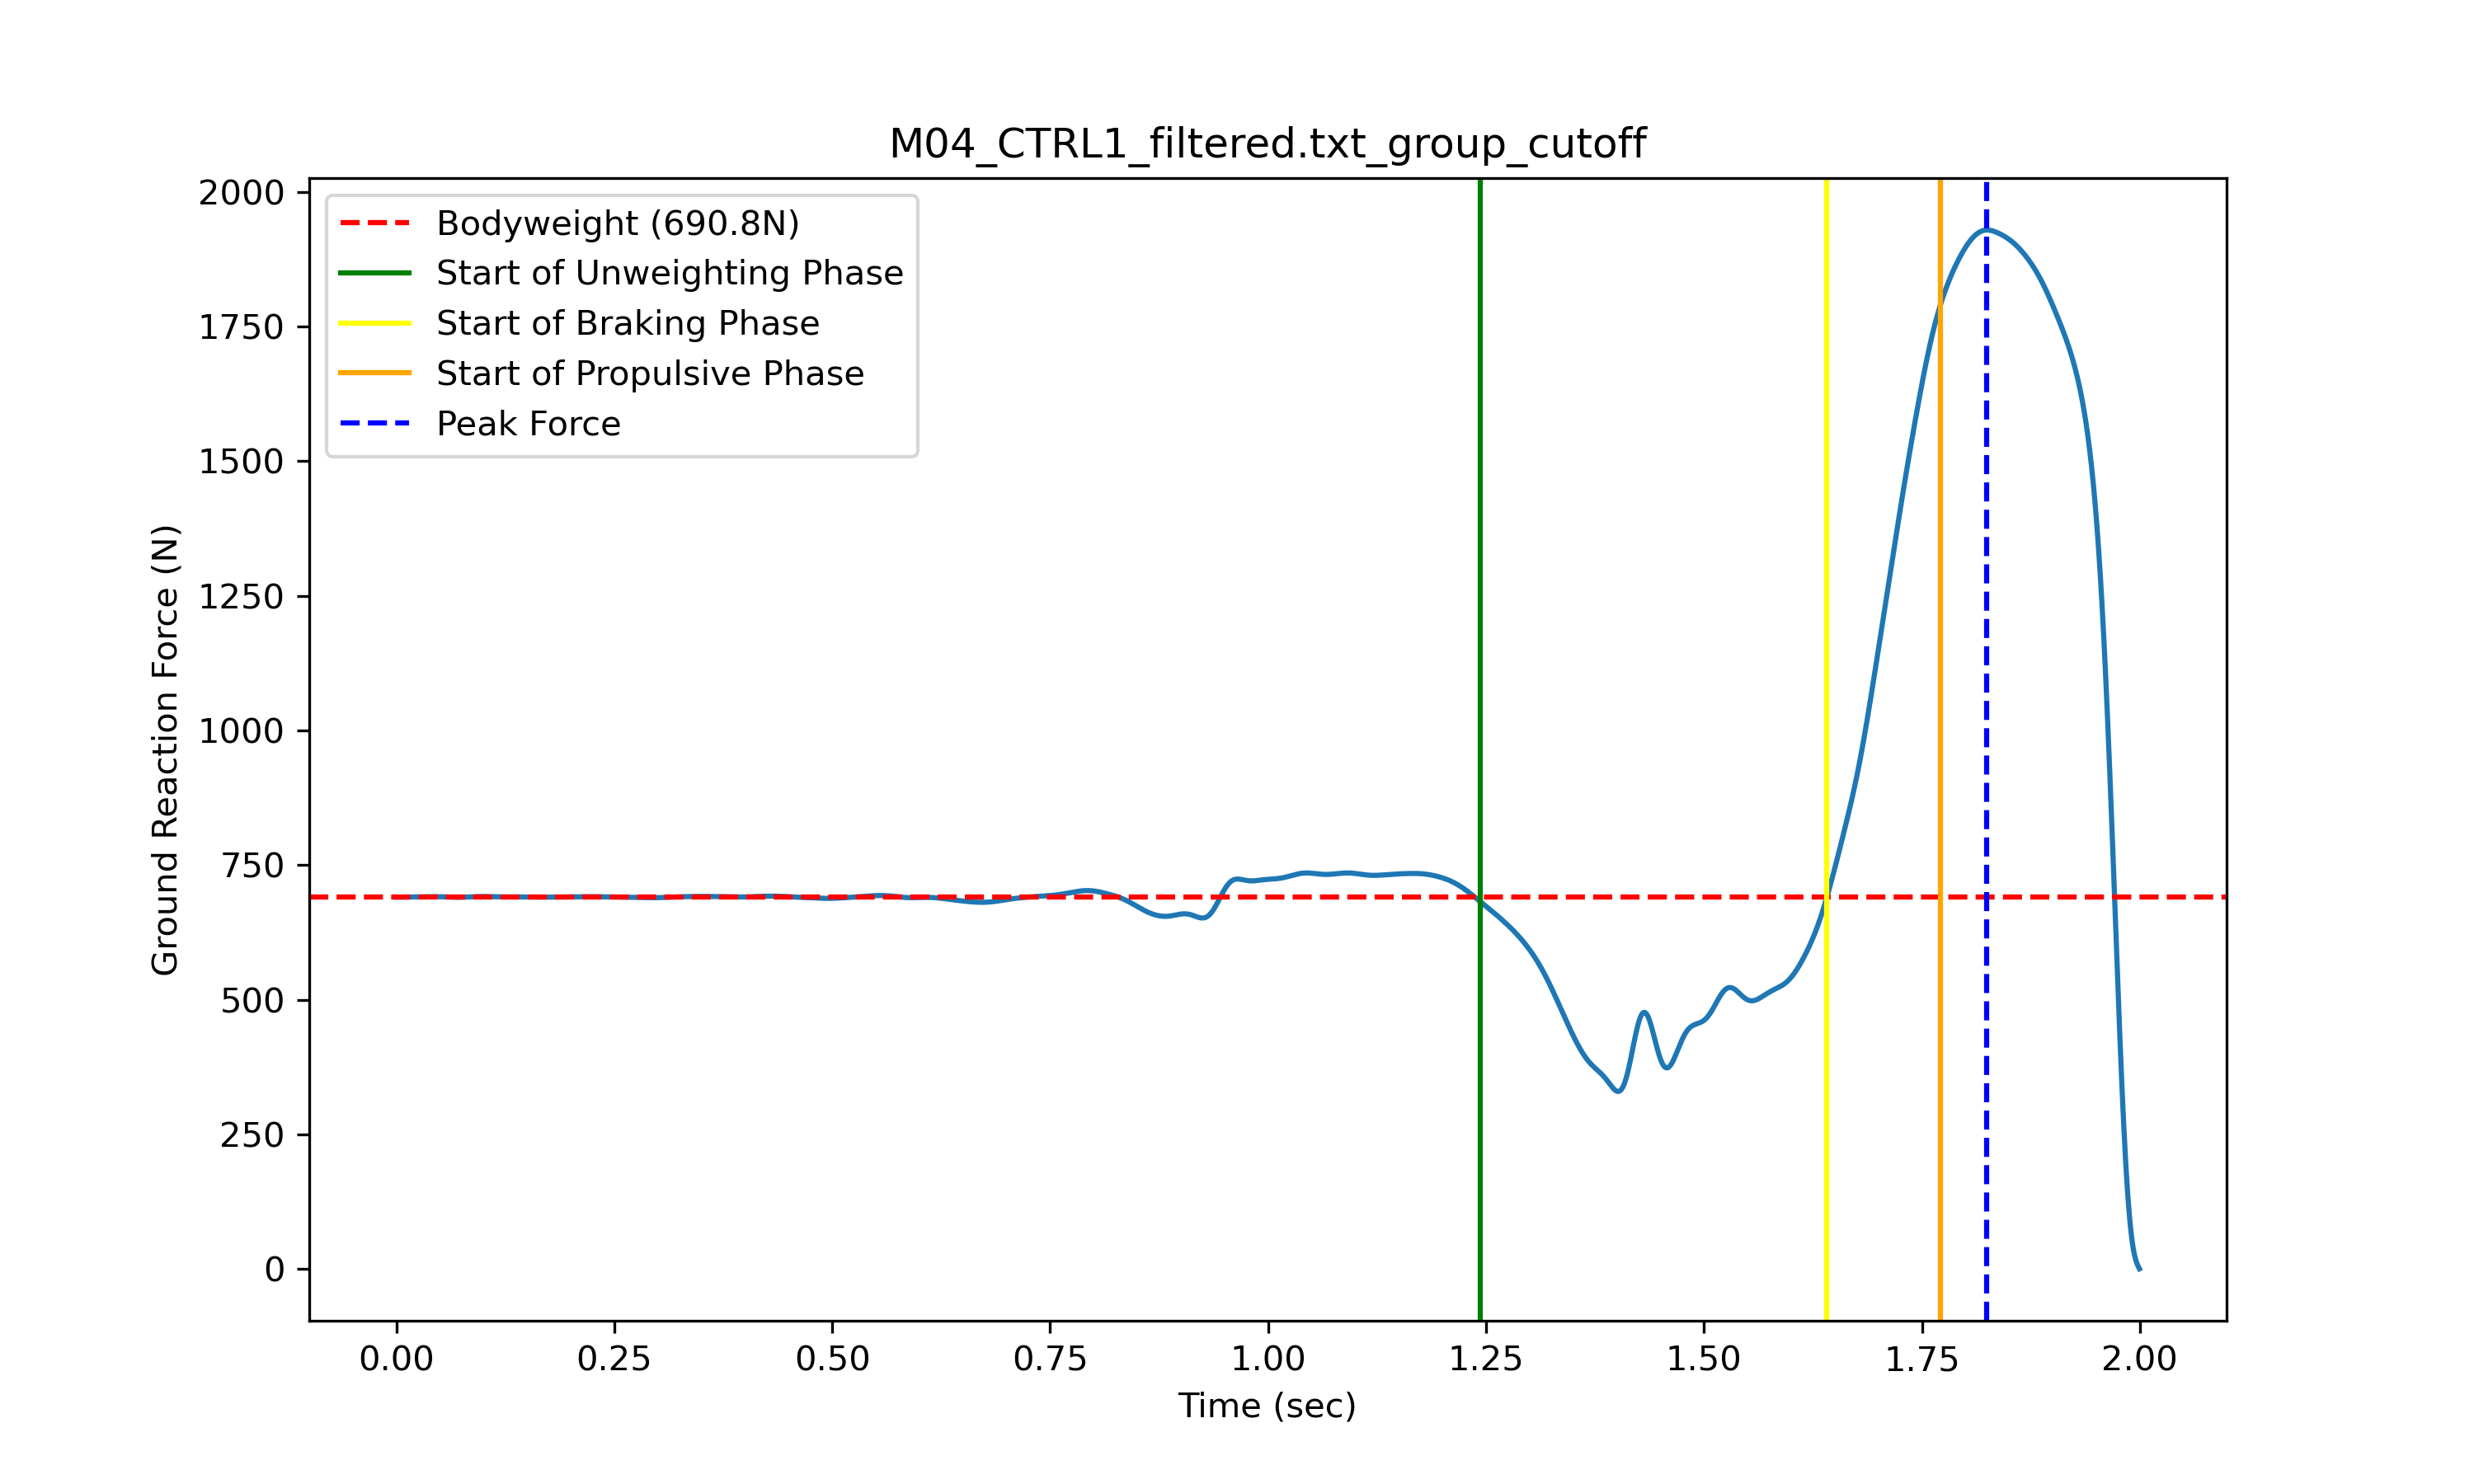 M04_CTRL1_filtered.txt_group_cutoff
2000
1750
1500
1250
1000
750
500
250
0
Ground Reaction Force (N)
Bodyweight (690.8N)
Start of Unweighting Phase
Start of Braking Phase
Start of Propulsive Phase
Peak Force
0.00 0.25 0.50 0.75 1.00 1.25 1.50 1.75 2.00
Time (sec)